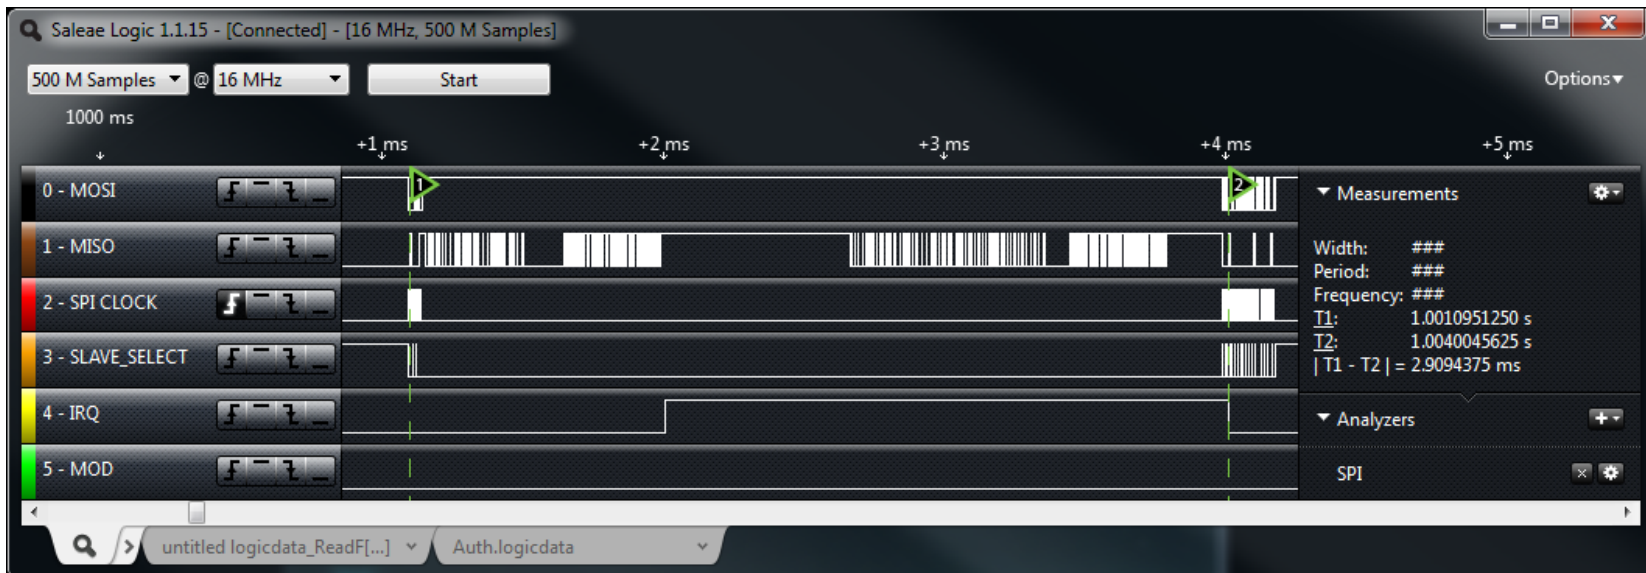 Saleae Logic 1.1.15 - [Connected] - [16 MHz, 500 M Samples]
500 M Samples @ 16 MHz Start Options
1000 ms
+1 ms +2 ms +3 ms +4 ms +5 ms
0 - MOSI 1 2
1 - MISO
2 - SPI CLOCK
3 - SLAVE_SELECT
4 - IRQ
5 - MOD
Measurements
Width: ###
Period: ###
Frequency: ###
T1: 1.0010951250 s
T2: 1.0040045625 s
| T1 - T2 | = 2.9094375 ms
Analyzers
SPI
untitled logicdata_ReadF[...] Auth.logicdata